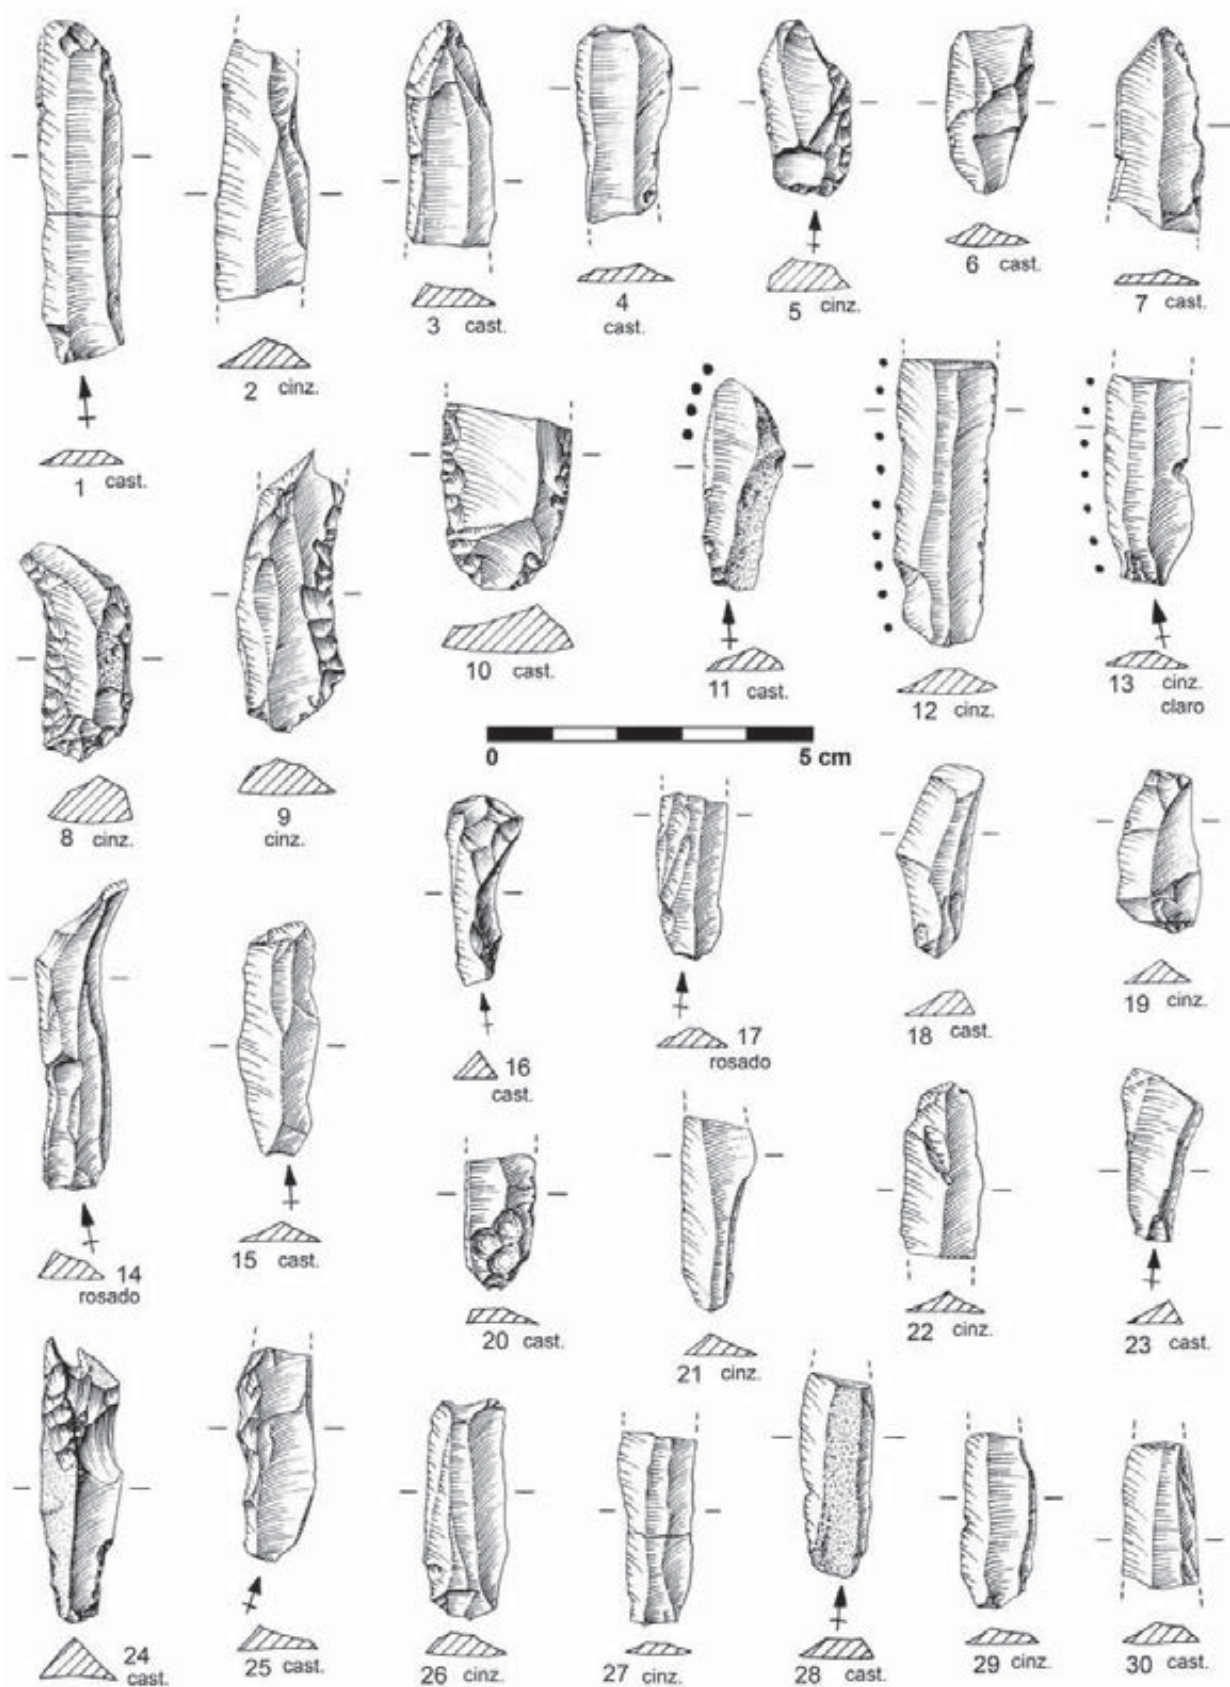 1 cast.
2 cinz.
3 cast.
4
cast.
5 cinz.
6 cast.
7 cast.
8 cinz.
9
cinz.
10 cast.
11 cast.
12 cinz.
13 cinz.
claro
0 5 cm
14
rosado
15 cast.
16
cast.
17
rosado
18 cast.
19 cinz.
20 cast.
21 cinz.
22 cinz.
23 cast.
24
cast.
25 cast.
26 cinz.
27 cinz.
28 cast.
29 cinz.
30 cast.